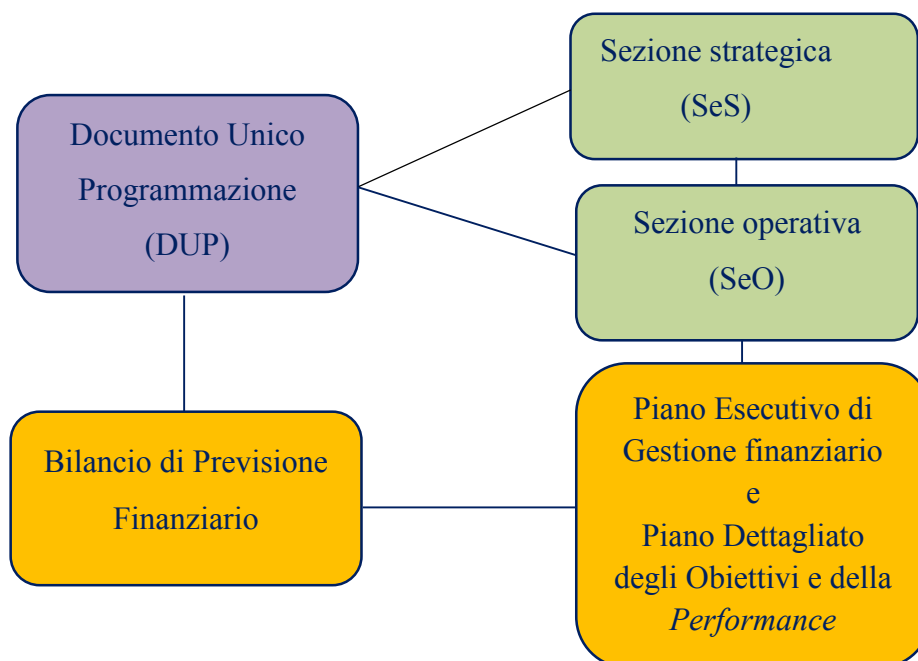 Documento Unico
Programmazione
(DUP)
Sezione strategica
(SeS)
Sezione operativa
(SeO)
Bilancio di Previsione
Finanziario
Piano Esecutivo di
Gestione finanziario
e
Piano Dettagliato
degli Obiettivi e della
Performance